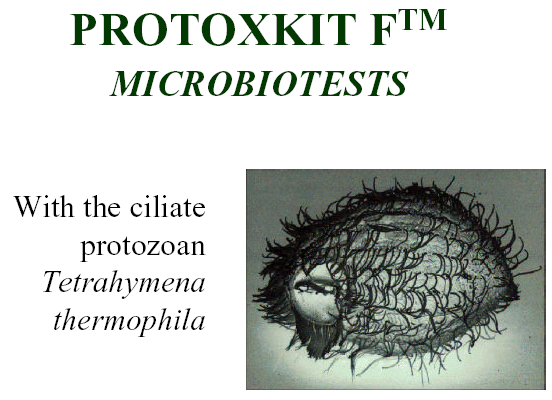 PROTOXKIT F™
MICROBIOTESTS
With the ciliate
protozoan
Tetrahymena
thermophila